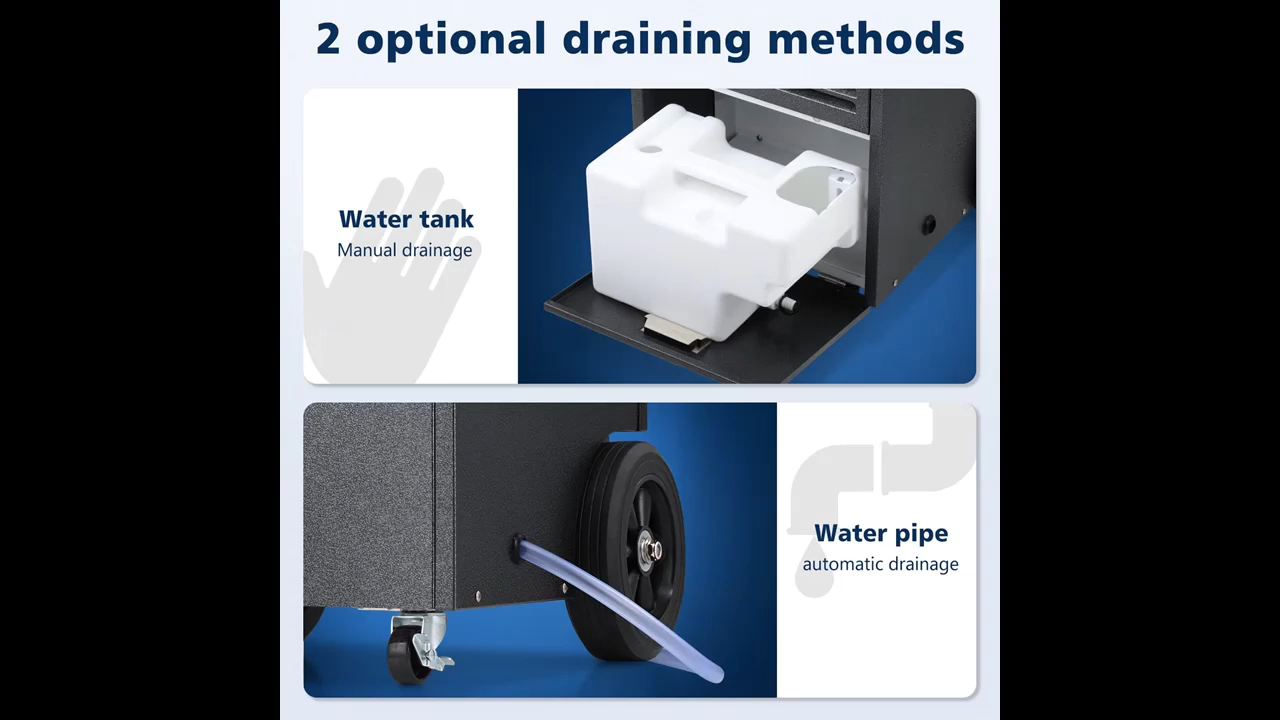 2 optional draining methods
Water tank
Manual drainage
Water pipe
automatic drainage